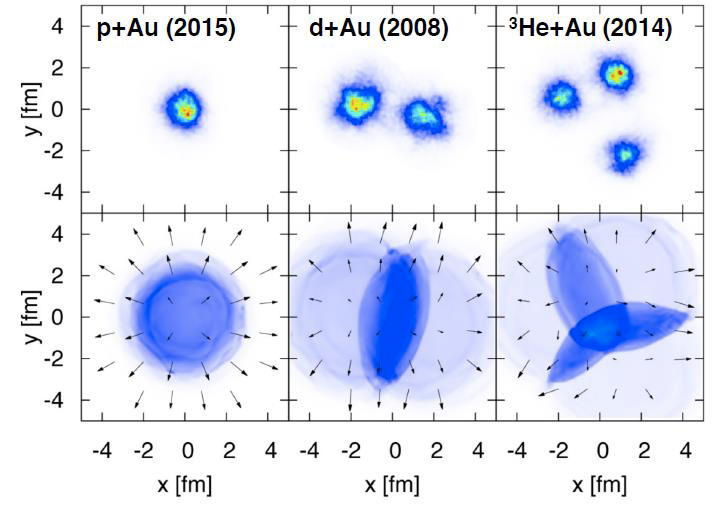 p+Au (2015) d+Au (2008) ³He+Au (2014)
4
2
0
-2
-4
y [fm]
4
2
0
-2
-4
y [fm]
-4 -2 0 2 4 -4 -2 0 2 4 -4 -2 0 2 4
x [fm] x [fm] x [fm]